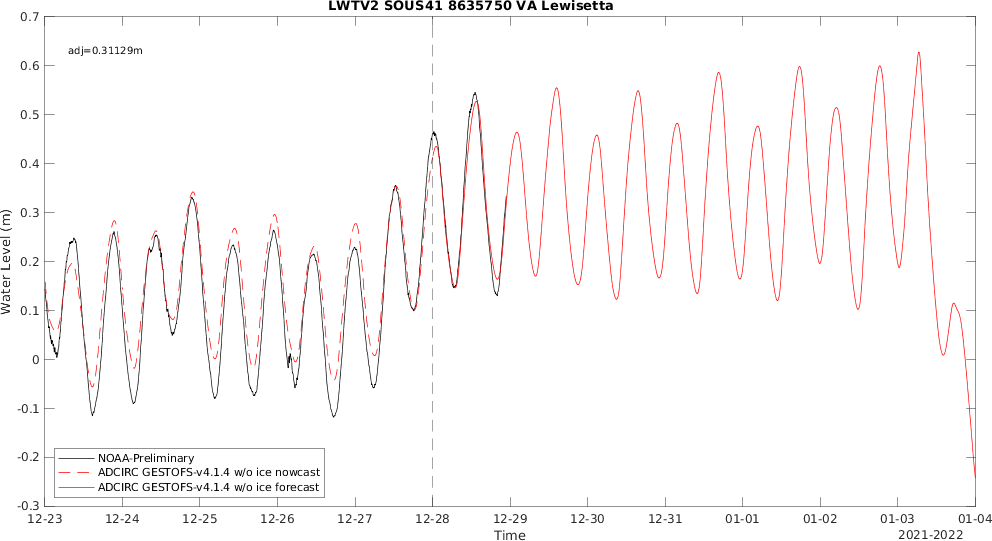 LWTV2 SOUS41 8635750 VA Lewisetta
adj=0.31129m
Water Level (m)
0.7
0.6
0.5
0.4
0.3
0.2
0.1
0
-0.1
-0.2
-0.3
NOAA-Preliminary
ADCIRC GESTOFS-v4.1.4 w/o ice nowcast
ADCIRC GESTOFS-v4.1.4 w/o ice forecast
12-23 12-24 12-25 12-26 12-27 12-28 12-29 12-30 12-31 01-01 01-02 01-03 01-04
Time
2021-2022